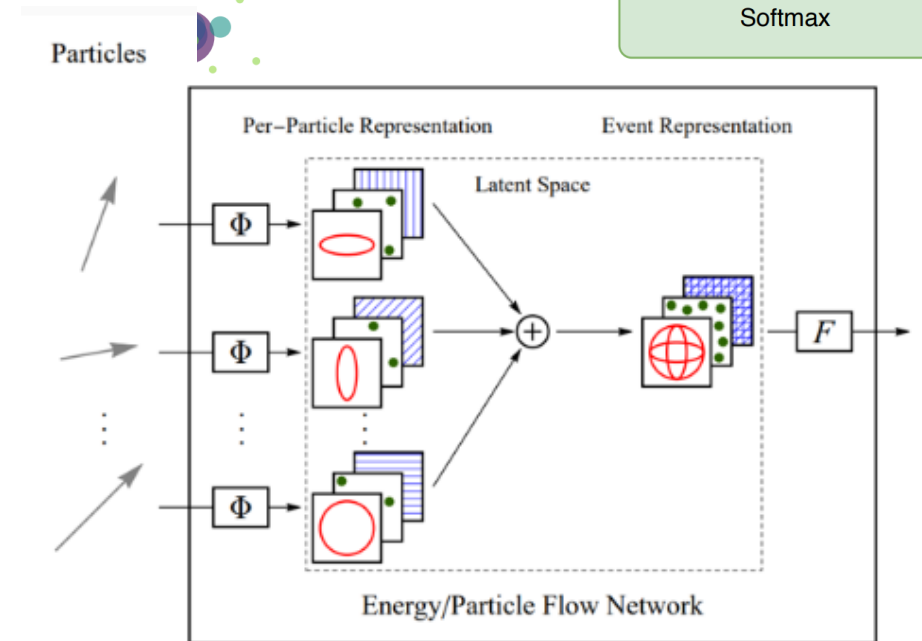 Softmax
Particles
Per-Particle Representation
Event Representation
Latent Space
Φ
Φ
Φ
+
F
Energy/Particle Flow Network